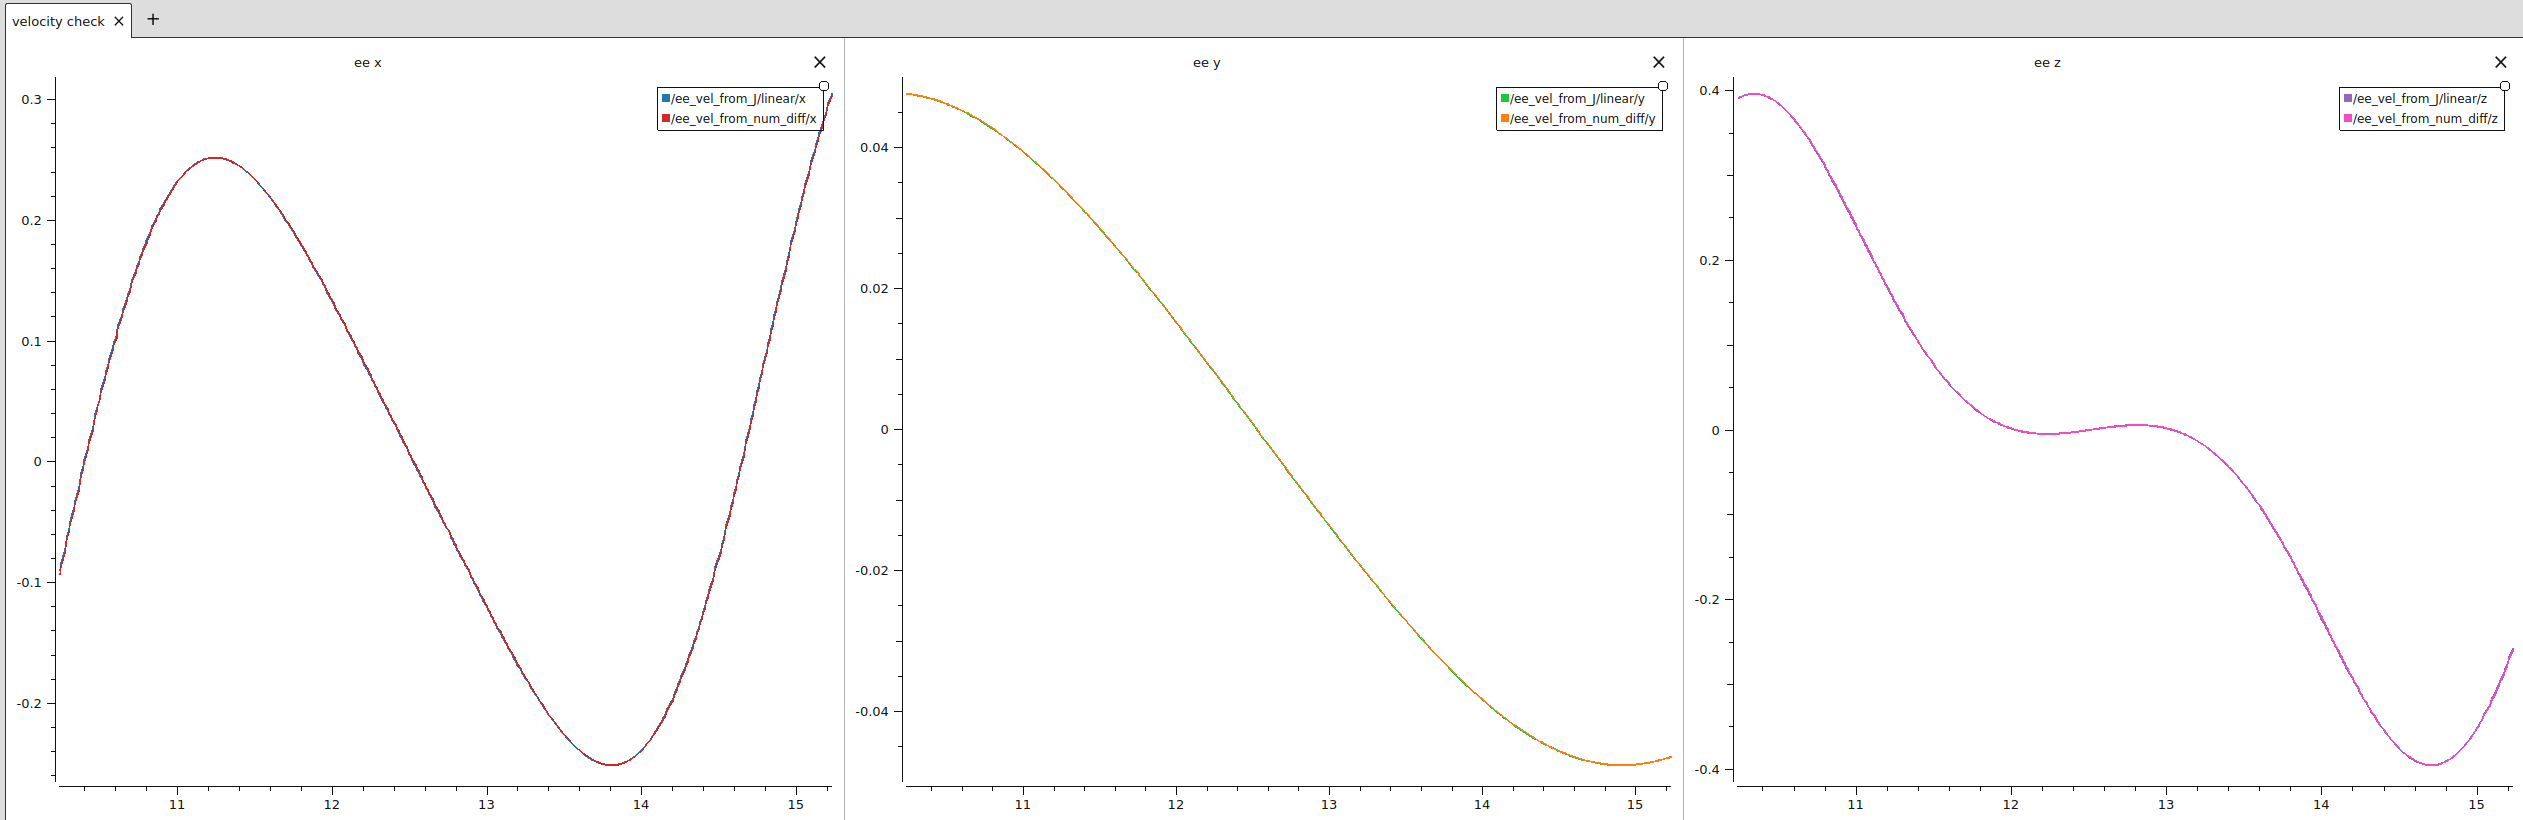 velocity check
+
ee x
/ee_vel_from_J/linear/x
/ee_vel_from_num_diff/x
0.3
0.2
0.1
0
-0.1
-0.2
11 12 13 14 15
ee y
/ee_vel_from_J/linear/y
/ee_vel_from_num_diff/y
0.04
0.02
0
-0.02
-0.04
11 12 13 14 15
ee z
/ee_vel_from_J/linear/z
/ee_vel_from_num_diff/z
0.4
0.2
0
-0.2
-0.4
11 12 13 14 15